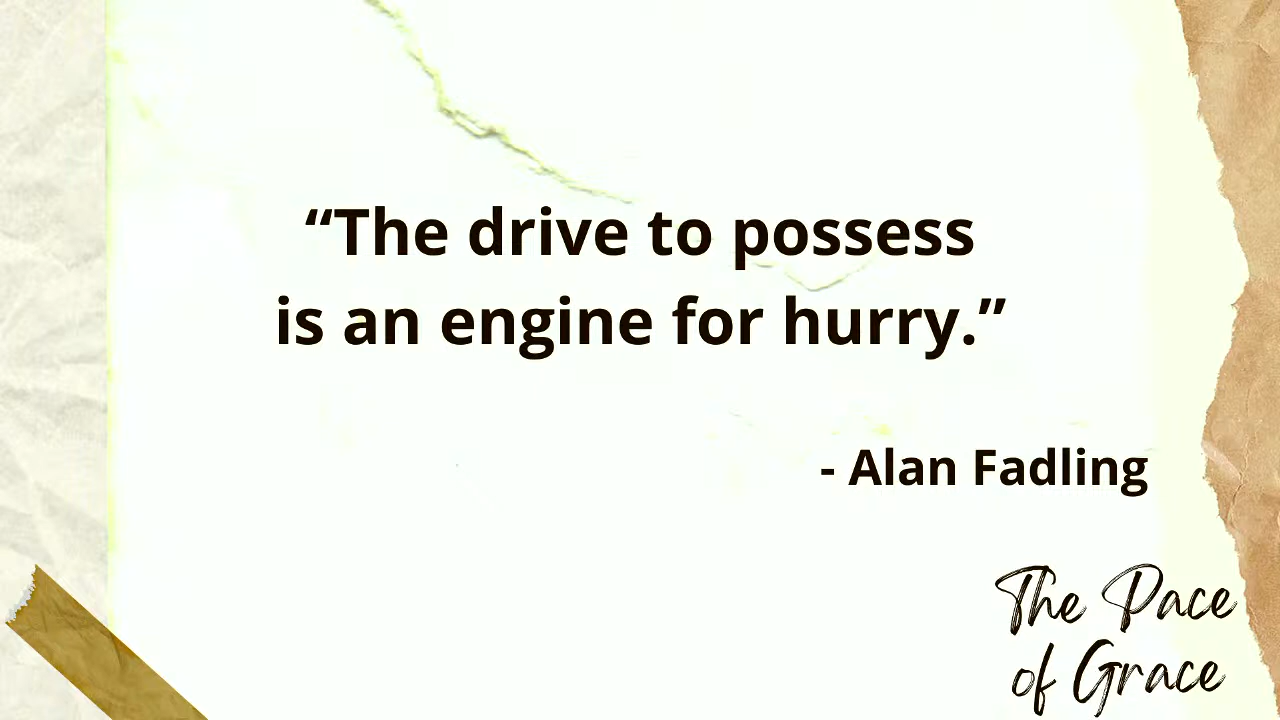 “The drive to possess
is an engine for hurry.”
- Alan Fadling
The Pace
of Grace